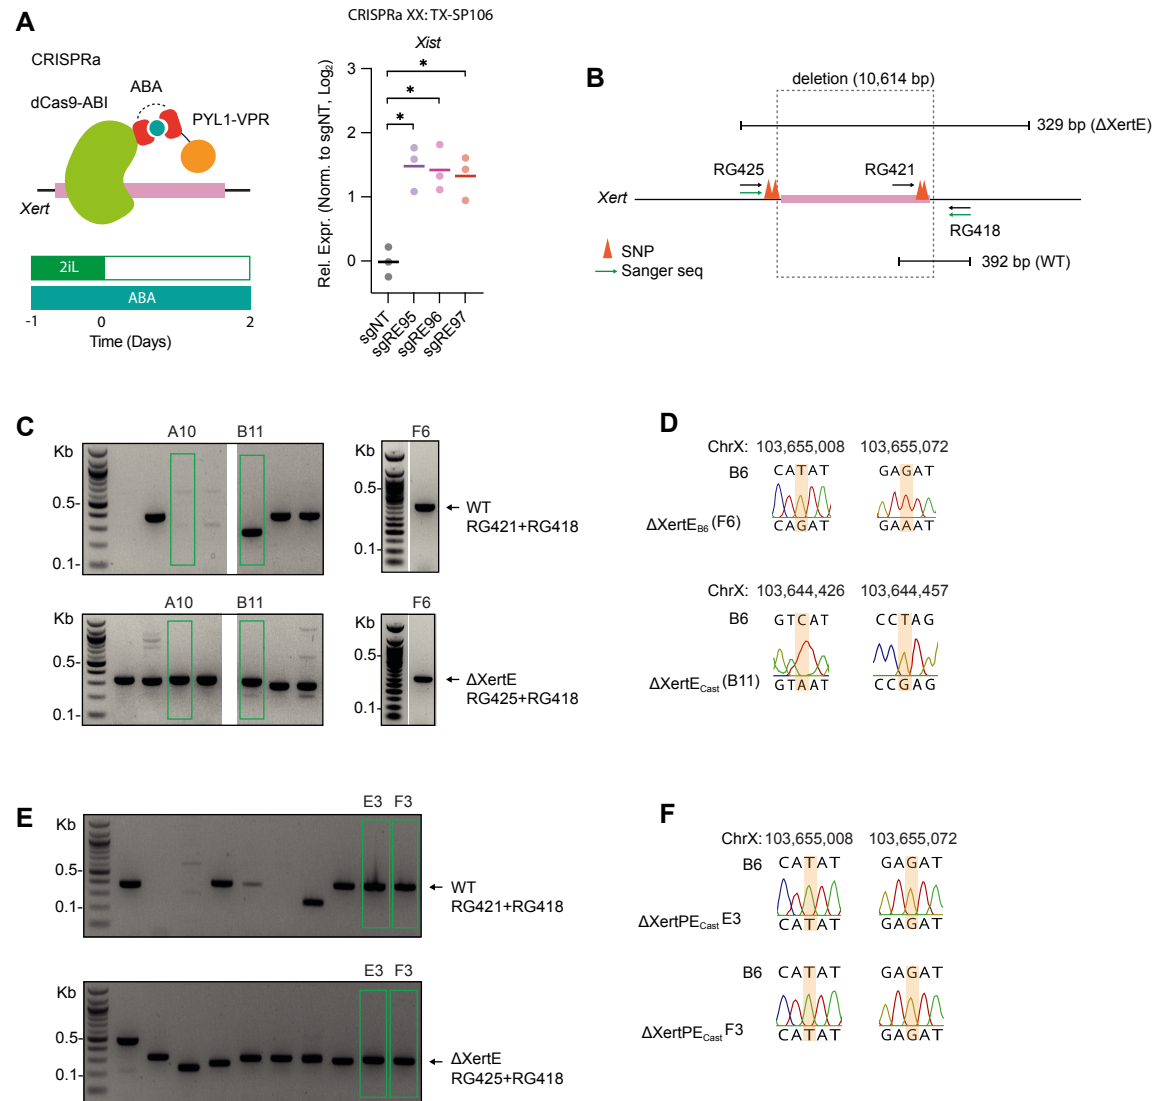 A
CRISPRa
ABA
dCas9-ABI
PYL1-VPR
Xert
2iL
ABA
-1 0 2
Time (Days)
CRISPRa XX: TX-SP106
Xist
Rel. Expr. (Norm. to sgNT, Log2)
3
2
1
0
* * *
sgNT
sgRE95
sgRE96
sgRE97
B
deletion (10,614 bp)
329 bp (ΔXertE)
RG425
RG421
Xert
RG418
SNP
Sanger seq
392 bp (WT)
C
Kb A10 B11 Kb F6
0.5- 0.5-
WT
RG421+RG418
0.1- 0.1-
Kb A10 B11 Kb F6
0.5- 0.5-
ΔXertE
RG425+RG418
0.1- 0.1-
D
ChrX: 103,655,008 103,655,072
B6 CATAT GAGAT
ΔXertEB6 (F6)
CAGAT GAAAT
ChrX: 103,644,426 103,644,457
B6 GTCAT CCTAG
ΔXertECast (B11)
GTAAT CCGAG
E
Kb E3 F3
0.5-
WT
RG421+RG418
0.1-
Kb E3 F3
0.5-
ΔXertE
RG425+RG418
0.1-
F
ChrX: 103,655,008 103,655,072
B6 CATAT GAGAT
ΔXertPECast E3
CATAT GAGAT
B6 CATAT GAGAT
ΔXertPECast F3
CATAT GAGAT